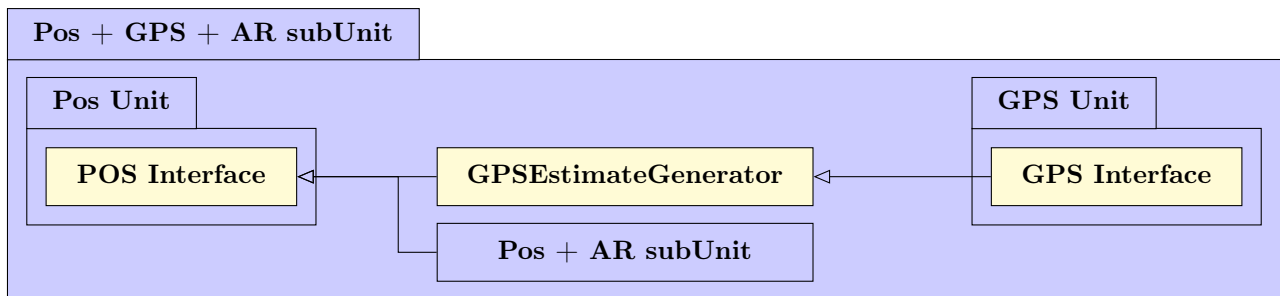 Pos + GPS + AR subUnit
Pos Unit
GPS Unit
POS Interface
GPSEstimateGenerator
GPS Interface
Pos + AR subUnit